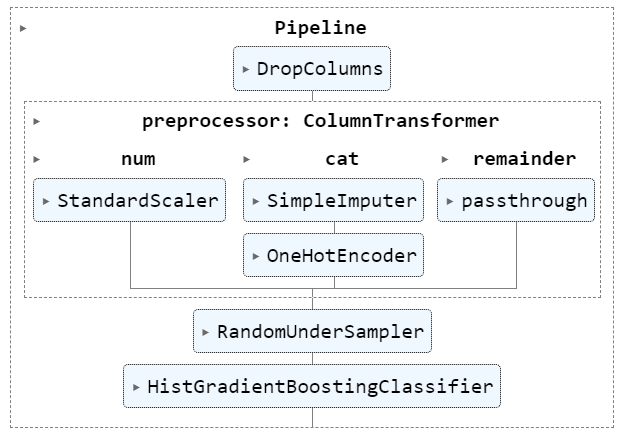 Pipeline
DropColumns
preprocessor: ColumnTransformer
num
cat
remainder
StandardScaler
SimpleImputer
passthrough
OneHotEncoder
RandomUnderSampler
HistGradientBoostingClassifier